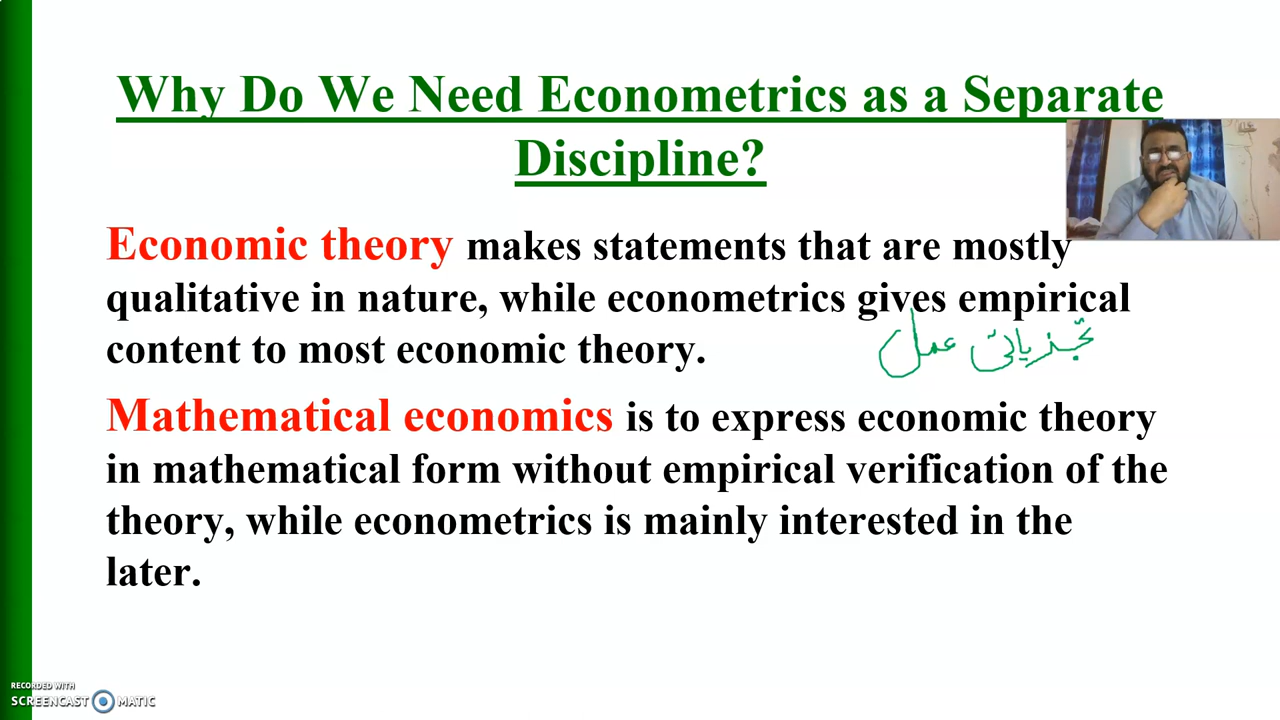 Why Do We Need Econometrics as a Separate
Discipline?
Economic theory makes statements that are mostly
qualitative in nature, while econometrics gives empirical
content to most economic theory.
تجزیاتی عمل
Mathematical economics is to express economic theory
in mathematical form without empirical verification of the
theory, while econometrics is mainly interested in the
later.
RECORDED WITH
SCREENCAST MATIC